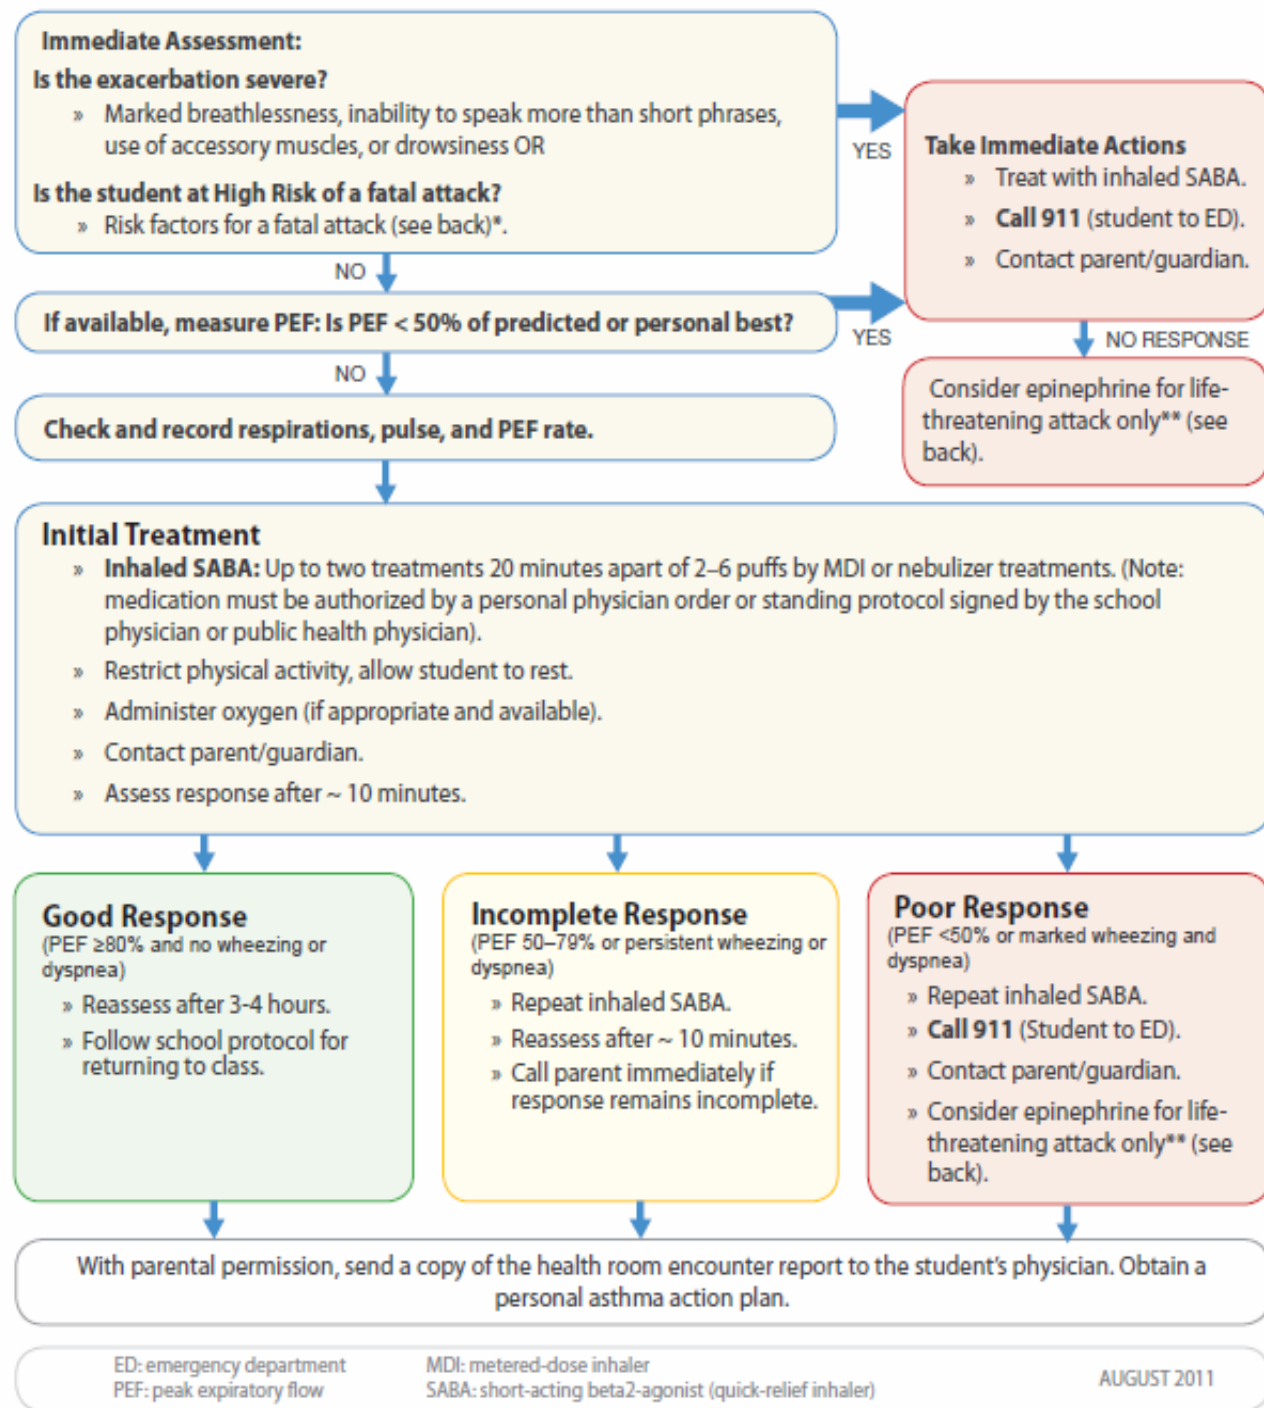 Immediate Assessment:
Is the exacerbation severe?
» Marked breathlessness, inability to speak more than short phrases,
use of accessory muscles, or drowsiness OR
Is the student at High Risk of a fatal attack?
» Risk factors for a fatal attack (see back)*.
YES
Take Immediate Actions
» Treat with inhaled SABA.
» Call 911 (student to ED).
» Contact parent/guardian.
NO
If available, measure PEF: Is PEF < 50% of predicted or personal best?
YES
NO RESPONSE
NO
Consider epinephrine for life-
threatening attack only** (see
back).
Check and record respirations, pulse, and PEF rate.
Initial Treatment
» Inhaled SABA: Up to two treatments 20 minutes apart of 2–6 puffs by MDI or nebulizer treatments. (Note:
medication must be authorized by a personal physician order or standing protocol signed by the school
physician or public health physician).
» Restrict physical activity, allow student to rest.
» Administer oxygen (if appropriate and available).
» Contact parent/guardian.
» Assess response after ~ 10 minutes.
Good Response
(PEF ≥80% and no wheezing or
dyspnea)
» Reassess after 3-4 hours.
» Follow school protocol for
returning to class.
Incomplete Response
(PEF 50–79% or persistent wheezing or
dyspnea)
» Repeat inhaled SABA.
» Reassess after ~ 10 minutes.
» Call parent immediately if
response remains incomplete.
Poor Response
(PEF <50% or marked wheezing and
dyspnea)
» Repeat inhaled SABA.
» Call 911 (Student to ED).
» Contact parent/guardian.
» Consider epinephrine for life-
threatening attack only** (see
back).
With parental permission, send a copy of the health room encounter report to the student's physician. Obtain a
personal asthma action plan.
ED: emergency department
PEF: peak expiratory flow
MDI: metered-dose inhaler
SABA: short-acting beta2-agonist (quick-relief inhaler)
AUGUST 2011